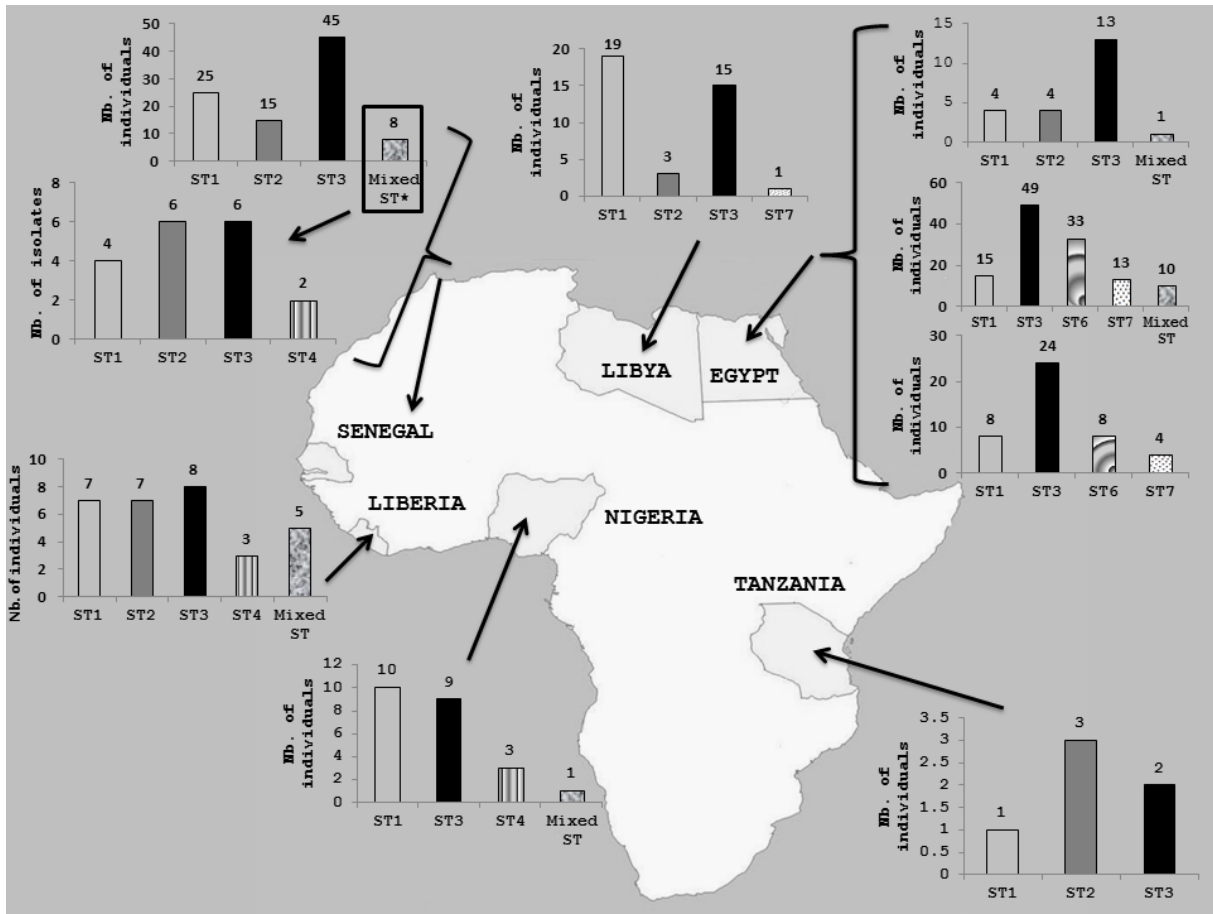 Nb. of
individuals
50
40
30
20
10
0
25
15
45
8
ST1
ST2
ST3
Mixed
ST*
Nb. of isolates
8
6
4
2
0
4
6
6
2
ST1
ST2
ST3
ST4
Nb. of
individuals
20
15
10
5
0
19
3
15
1
ST1
ST2
ST3
ST7
Nb. of
individuals
15
10
5
0
4
4
13
1
ST1
ST2
ST3
Mixed
ST
Nb. of
individuals
60
40
20
0
15
49
33
13
10
ST1
ST3
ST6
ST7
Mixed
ST
Nb. of
individuals
30
20
10
0
8
24
8
4
ST1
ST3
ST6
ST7
LIBYA
EGYPT
SENEGAL
LIBERIA
NIGERIA
TANZANIA
Nb.of individuals
10
8
6
4
2
0
7
7
8
3
5
ST1
ST2
ST3
ST4
Mixed
ST
Nb. of
individuals
12
10
8
6
4
2
0
10
9
3
1
ST1
ST3
ST4
Mixed
ST
Nb. of
individuals
3.5
3
2.5
2
1.5
1
0.5
0
1
3
2
ST1
ST2
ST3